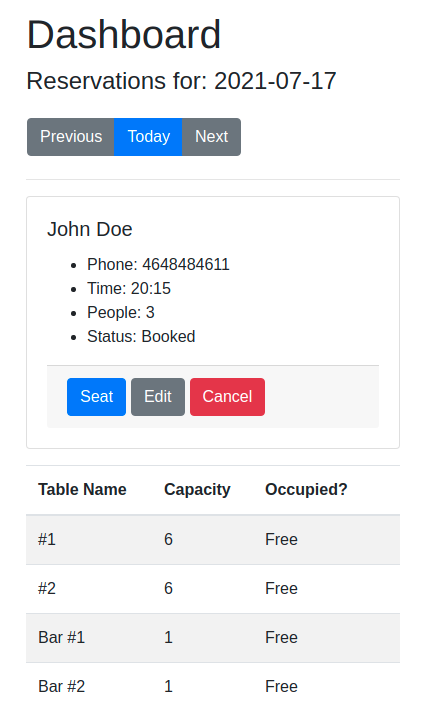 Dashboard
Reservations for: 2021-07-17
Previous Today Next
John Doe
Phone: 4648484611
Time: 20:15
People: 3
Status: Booked
Seat Edit Cancel
Table Name Capacity Occupied?
#1 6 Free
#2 6 Free
Bar #1 1 Free
Bar #2 1 Free